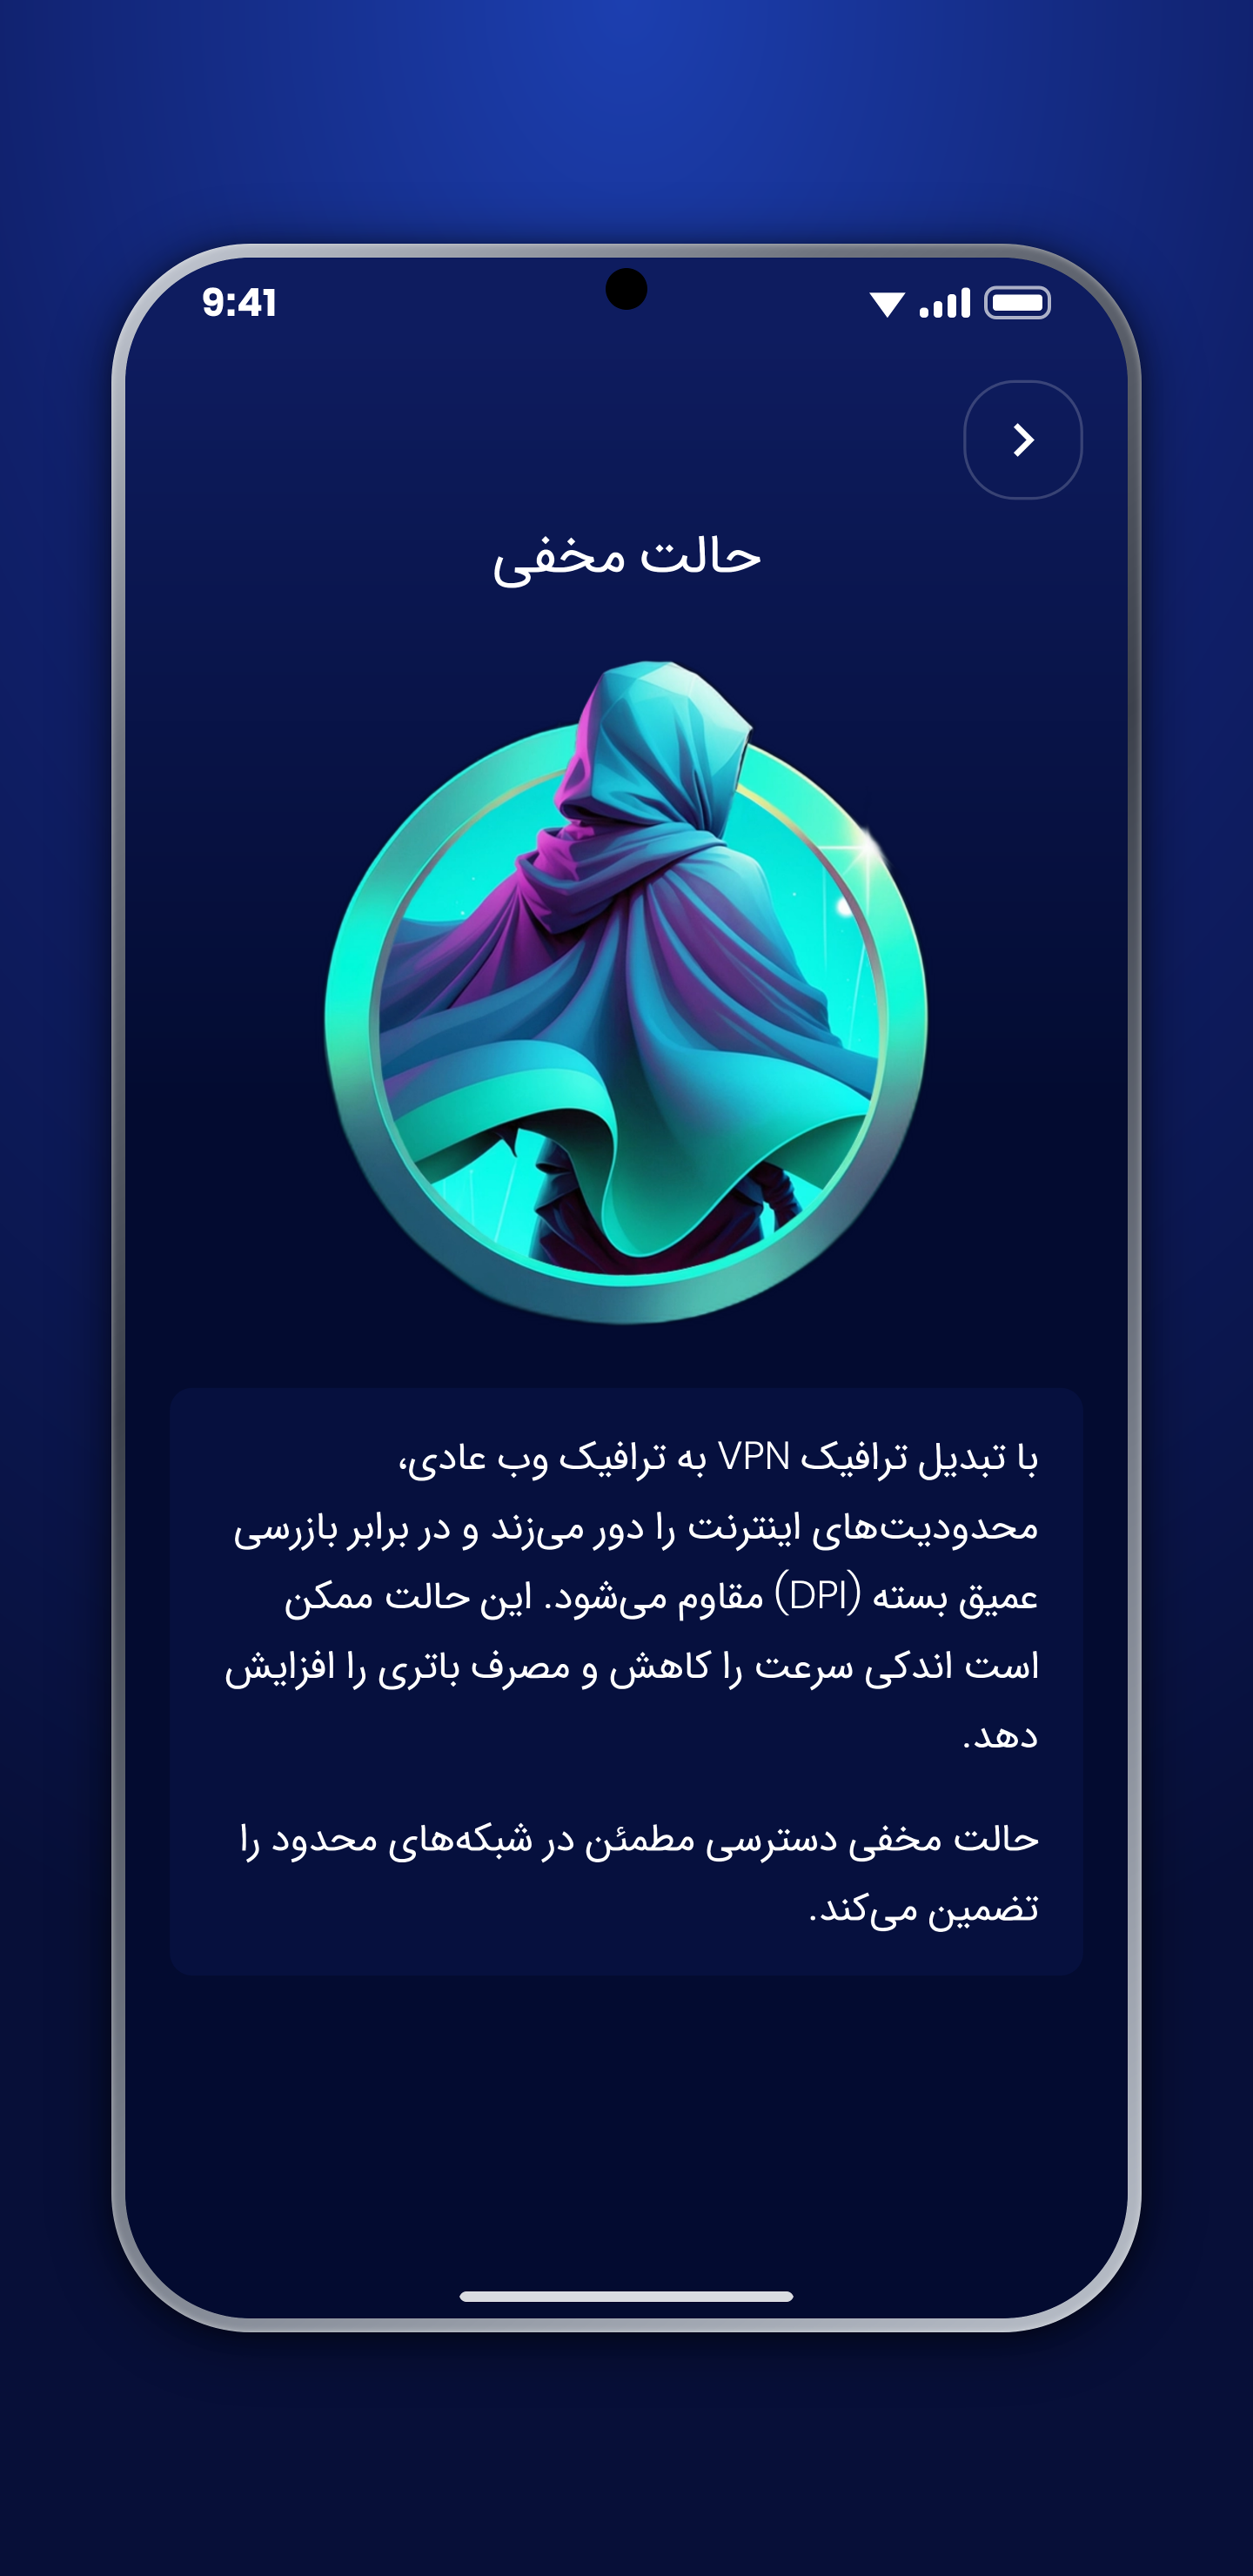 9:41
حالت مخفی
با تبدیل ترافیک VPN به ترافیک وب عادی،
محدودیت‌های اینترنت را دور می‌زند و در برابر بازرسی
عمیق بسته (DPI) مقاوم می‌شود. این حالت ممکن
است اندکی سرعت را کاهش و مصرف باتری را افزایش
دهد.
حالت مخفی دسترسی مطمئن در شبکه‌های محدود را
تضمین می‌کند.